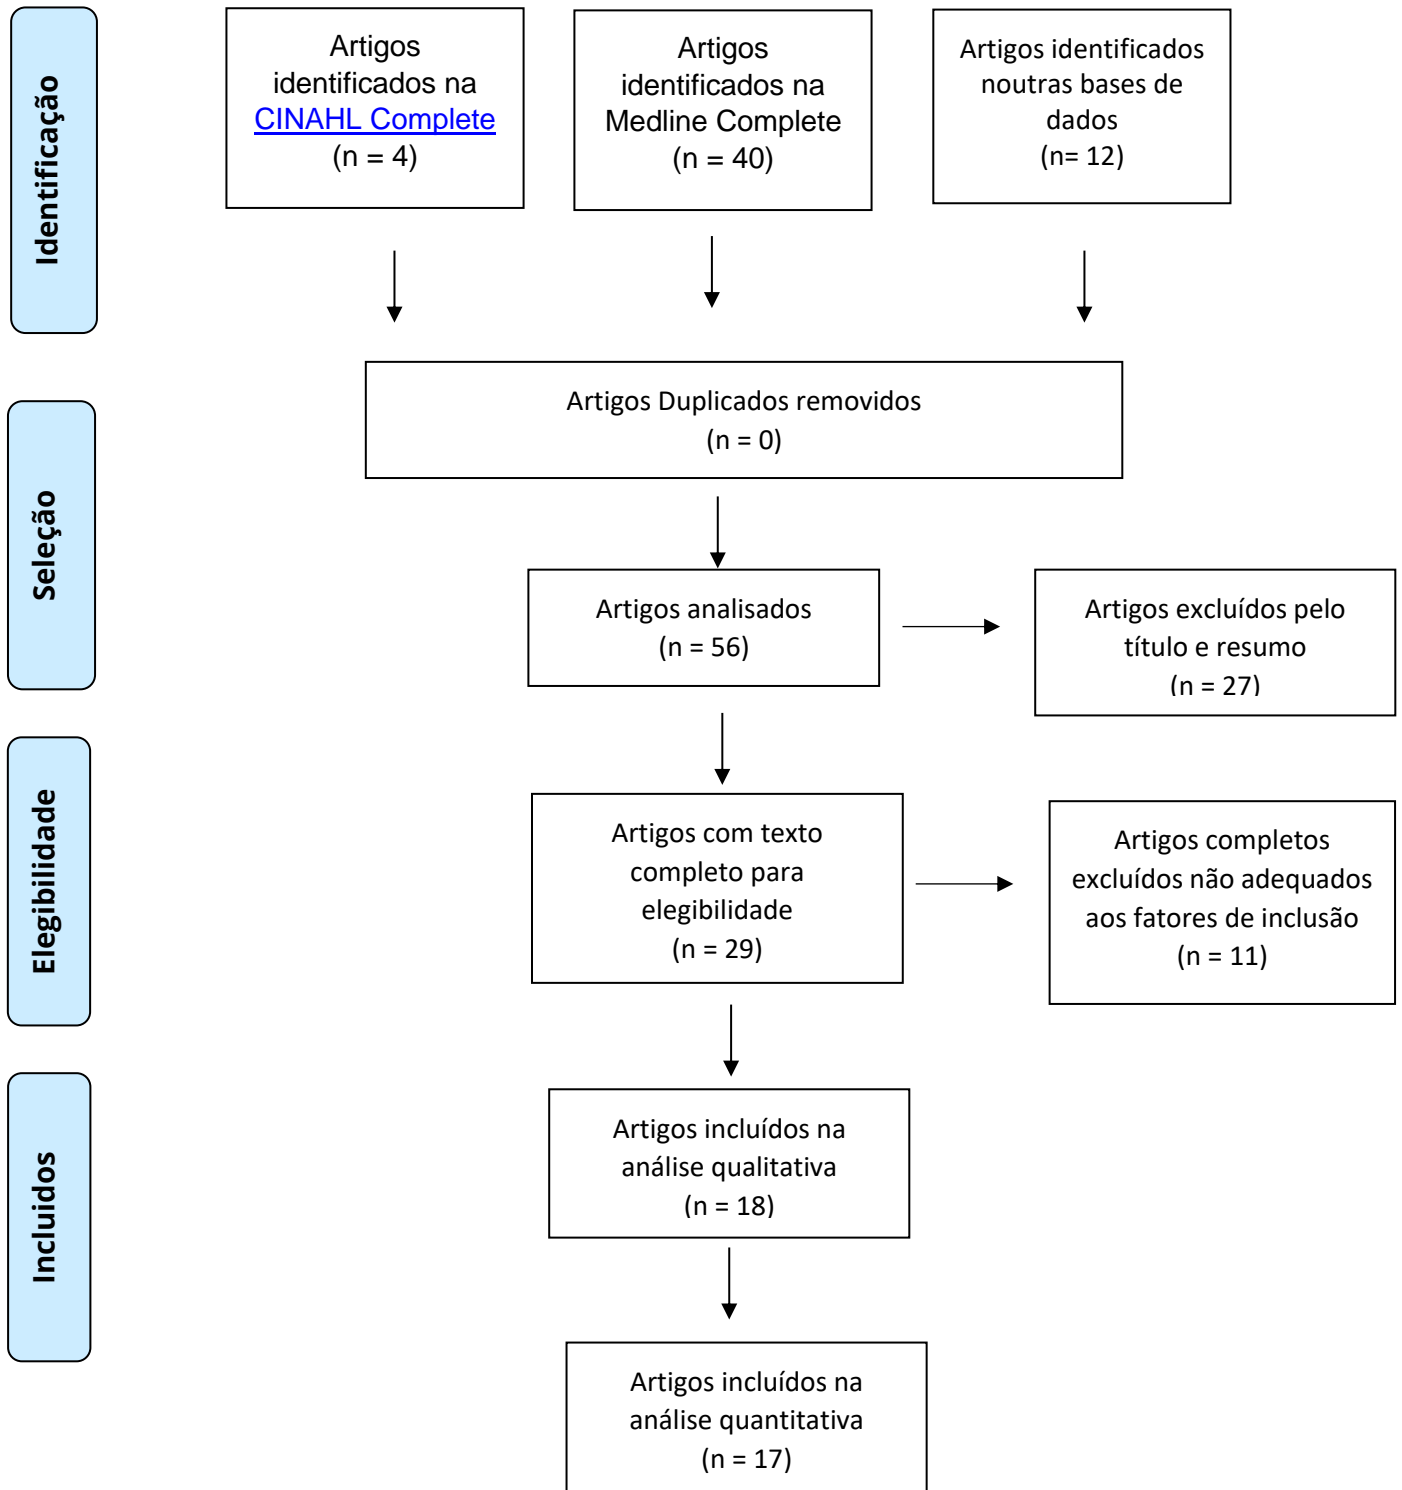 Identificação
Artigos
identificados na
CINAHL Complete
(n = 4)
Artigos
identificados na
Medline Complete
(n = 40)
Artigos identificados
noutras bases de
dados
(n= 12)
Seleção
Artigos Duplicados removidos
(n = 0)
Artigos analisados
(n = 56)
Artigos excluídos pelo
título e resumo
(n = 27)
Elegibilidade
Artigos com texto
completo para
elegibilidade
(n = 29)
Artigos completos
excluídos não adequados
aos fatores de inclusão
(n = 11)
Incluidos
Artigos incluídos na
análise qualitativa
(n = 18)
Artigos incluídos na
análise quantitativa
(n = 17)